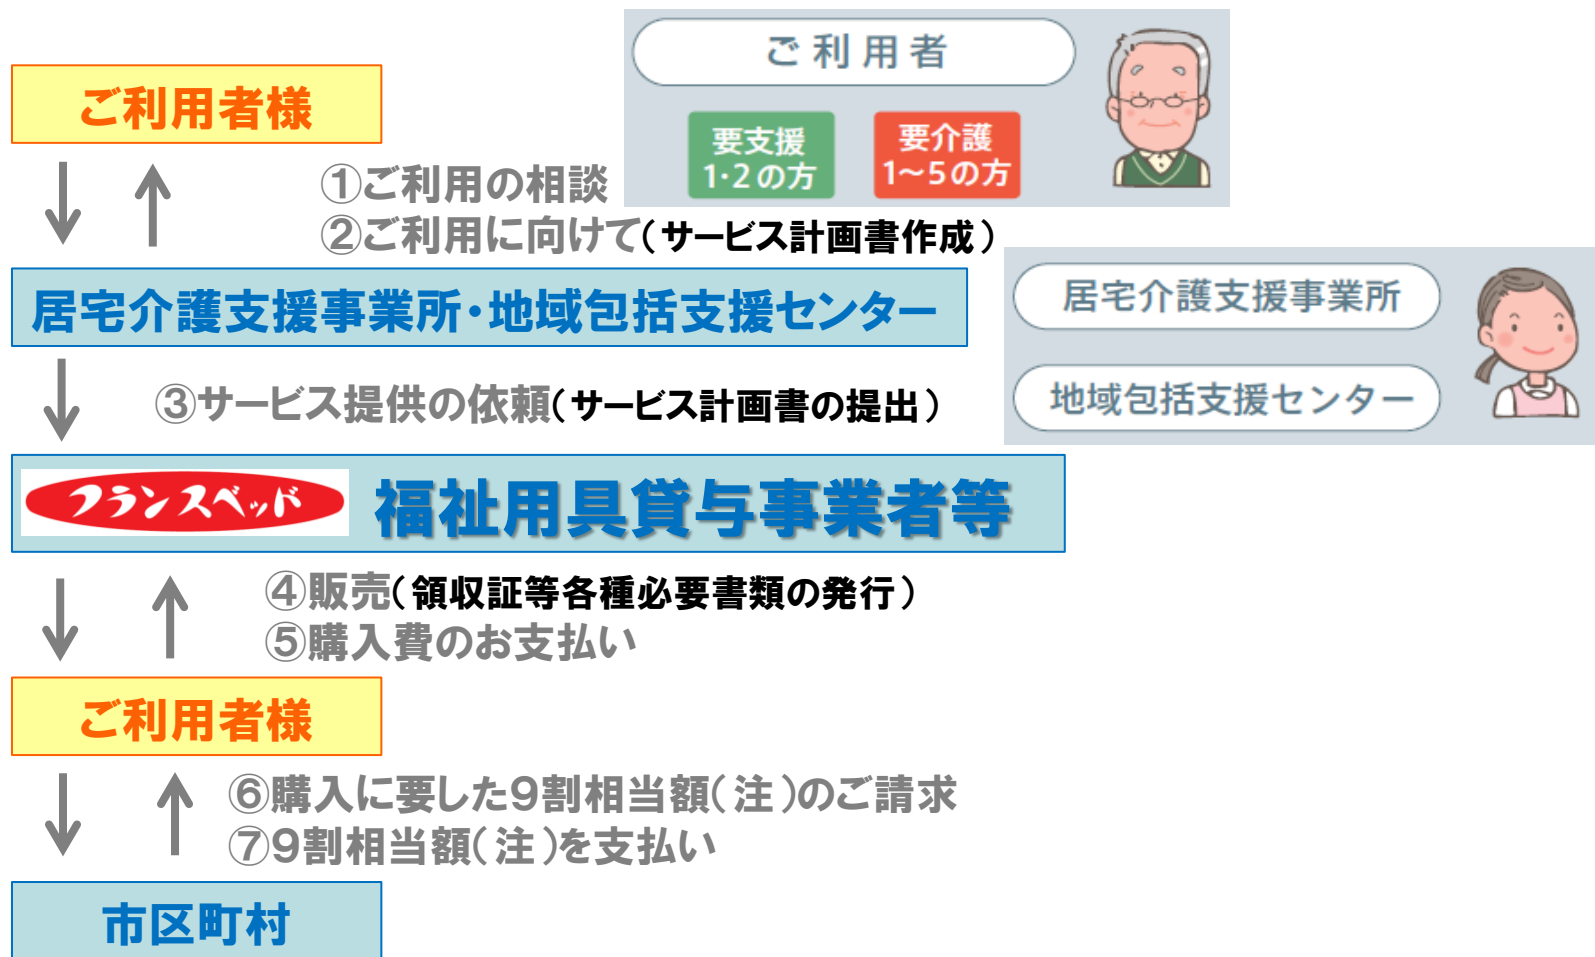 ご利用者
ご利用者様
要支援
1・2の方
要介護
1〜5の方
①ご利用の相談
②ご利用に向けて(サービス計画書作成)
居宅介護支援事業所・地域包括支援センター
居宅介護支援事業所
地域包括支援センター
③サービス提供の依頼(サービス計画書の提出)
フランスベッド 福祉用具貸与事業者等
④販売(領収証等各種必要書類の発行)
⑤購入費のお支払い
ご利用者様
⑥購入に要した9割相当額(注)のご請求
⑦9割相当額(注)を支払い
市区町村